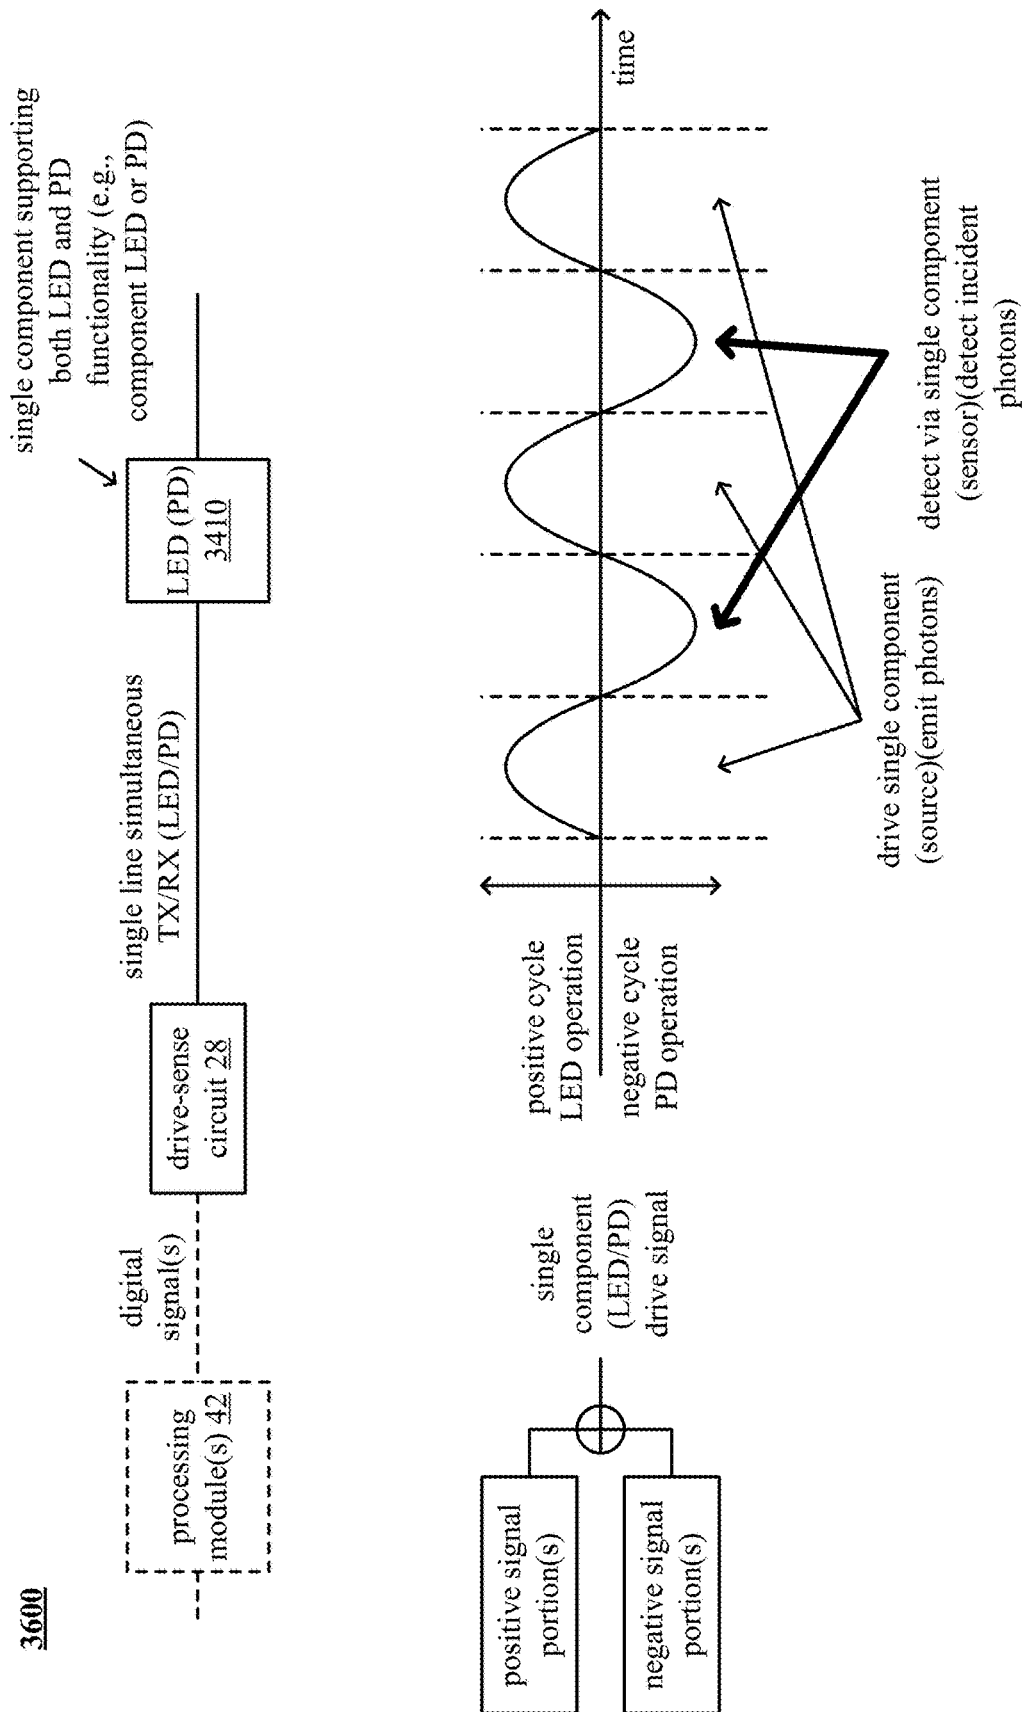 3600
processing
module(s) 42
digital
signal(s)
drive-sense
circuit 28
single line simultaneous
TX/RX (LED/PD)
LED (PD)
3410
single component supporting
both LED and PD
functionality (e.g.,
component LED or PD)
positive signal
portion(s)
negative signal
portion(s)
single
component
(LED/PD)
drive signal
positive cycle
LED operation
negative cycle
PD operation
time
drive single component
(source)(emit photons)
detect via single component
(sensor)(detect incident
photons)